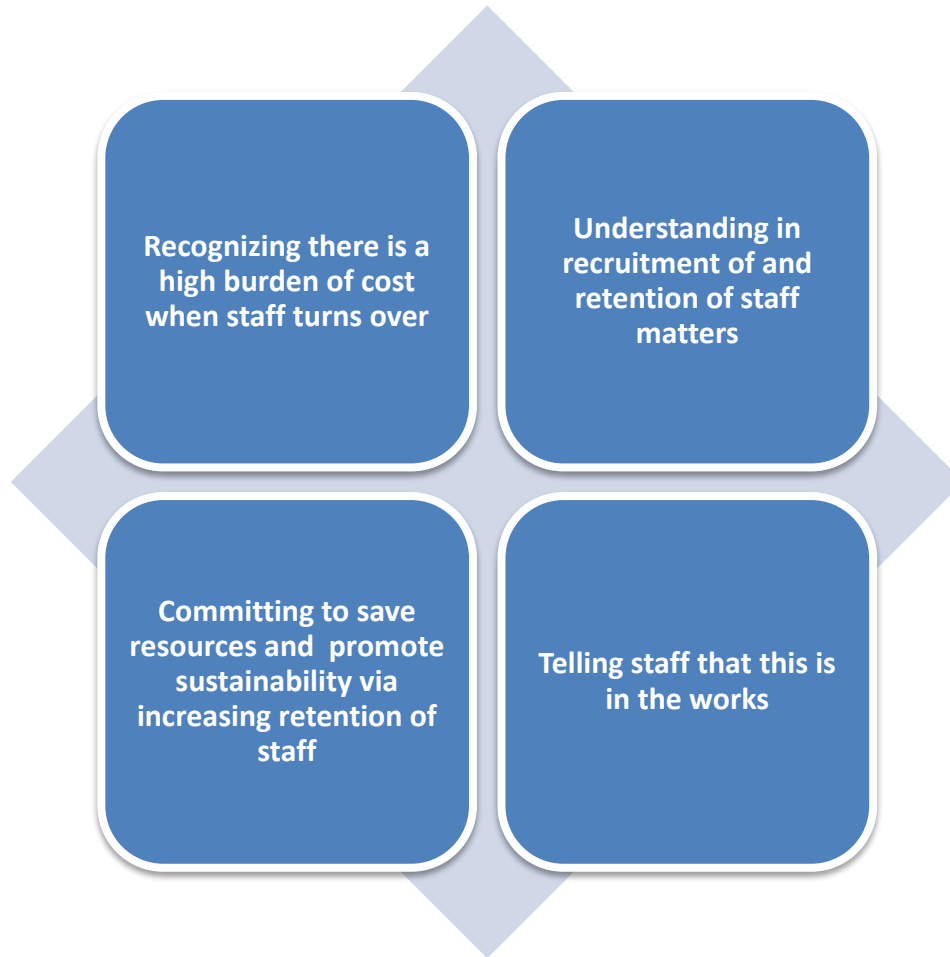 Recognizing there is a
high burden of cost
when staff turns over
Understanding in
recruitment of and
retention of staff
matters
Committing to save
resources and  promote
sustainability via
increasing retention of
staff
Telling staff that this is
in the works